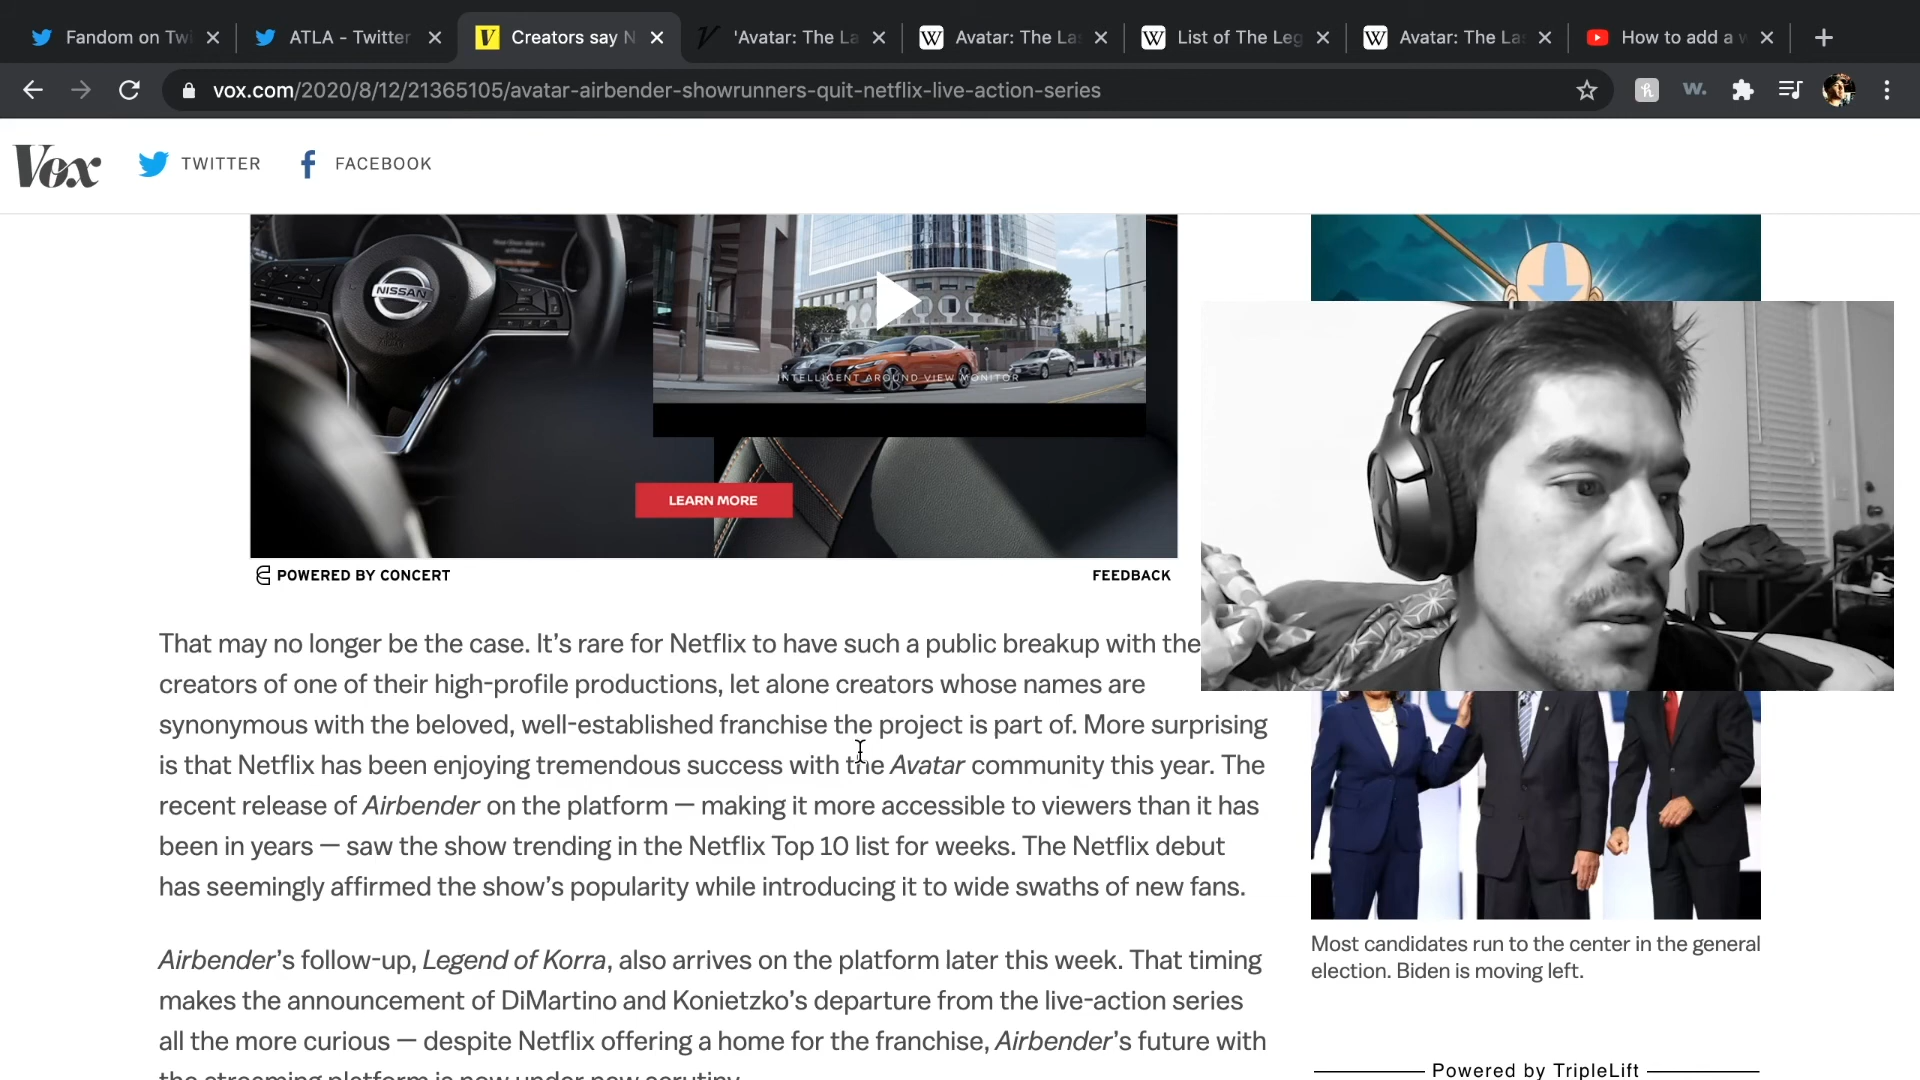 Fandom on Twi
ATLA - Twitter
Creators say N
'Avatar: The La
Avatar: The La
List of The Leg
Avatar: The La
How to add a w
vox.com/2020/8/12/21365105/avatar-airbender-showrunners-quit-netflix-live-action-series
Vox
TWITTER
FACEBOOK
NISSAN
INTELLIGENT AROUND VIEW MONITOR
LEARN MORE
POWERED BY CONCERT
FEEDBACK
That may no longer be the case. It’s rare for Netflix to have such a public breakup with the
creators of one of their high-profile productions, let alone creators whose names are
synonymous with the beloved, well-established franchise the project is part of. More surprising
is that Netflix has been enjoying tremendous success with the Avatar community this year. The
recent release of Airbender on the platform — making it more accessible to viewers than it has
been in years — saw the show trending in the Netflix Top 10 list for weeks. The Netflix debut
has seemingly affirmed the show’s popularity while introducing it to wide swaths of new fans.
Airbender’s follow-up, Legend of Korra, also arrives on the platform later this week. That timing
makes the announcement of DiMartino and Konietzko’s departure from the live-action series
all the more curious — despite Netflix offering a home for the franchise, Airbender’s future with
the streaming platform is now under new scrutiny.
Most candidates run to the center in the general
election. Biden is moving left.
Powered by TripleLift